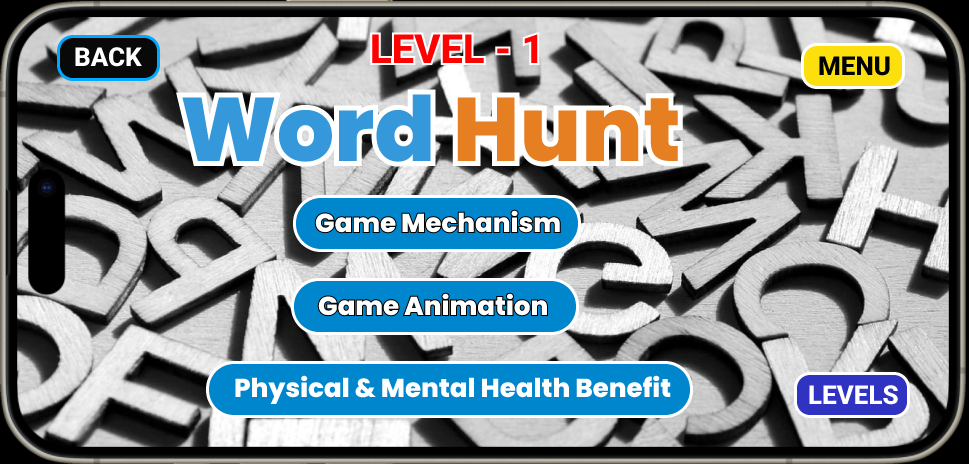 BACK
LEVEL - 1
MENU
Word Hunt
Game Mechanism
Game Animation
Physical & Mental Health Benefit
LEVELS